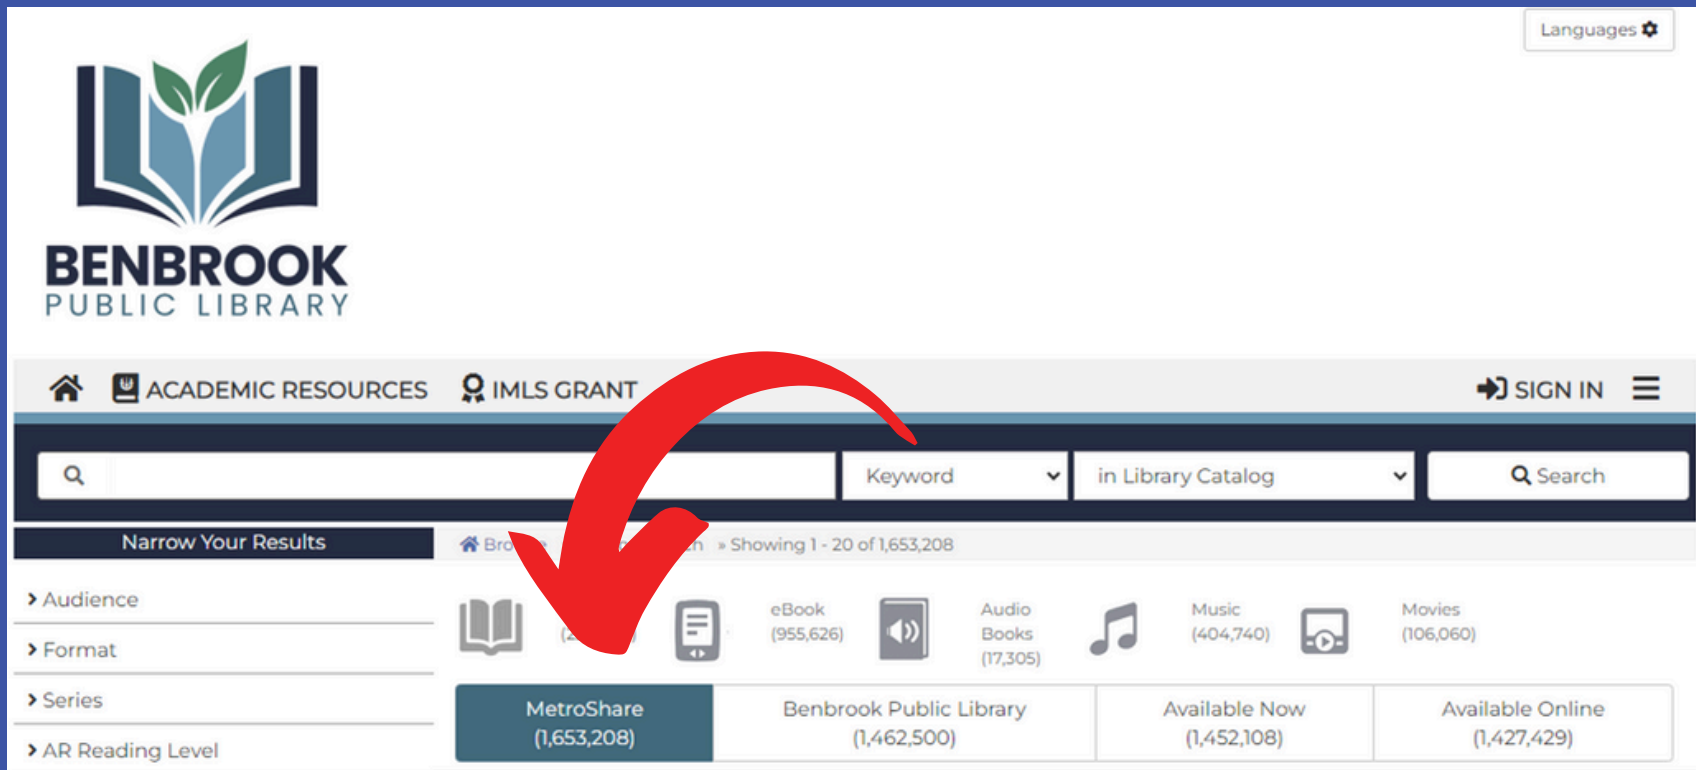 Languages
BENBROOK
PUBLIC LIBRARY
ACADEMIC RESOURCES
IMLS GRANT
SIGN IN
Keyword
in Library Catalog
Search
Narrow Your Results
» Showing 1 - 20 of 1,653,208
Audience
Format
Series
AR Reading Level
eBook
(955,626)
Audio
Books
(17,305)
Music
(404,740)
Movies
(106,060)
MetroShare
(1,653,208)
Benbrook Public Library
(1,462,500)
Available Now
(1,452,108)
Available Online
(1,427,429)